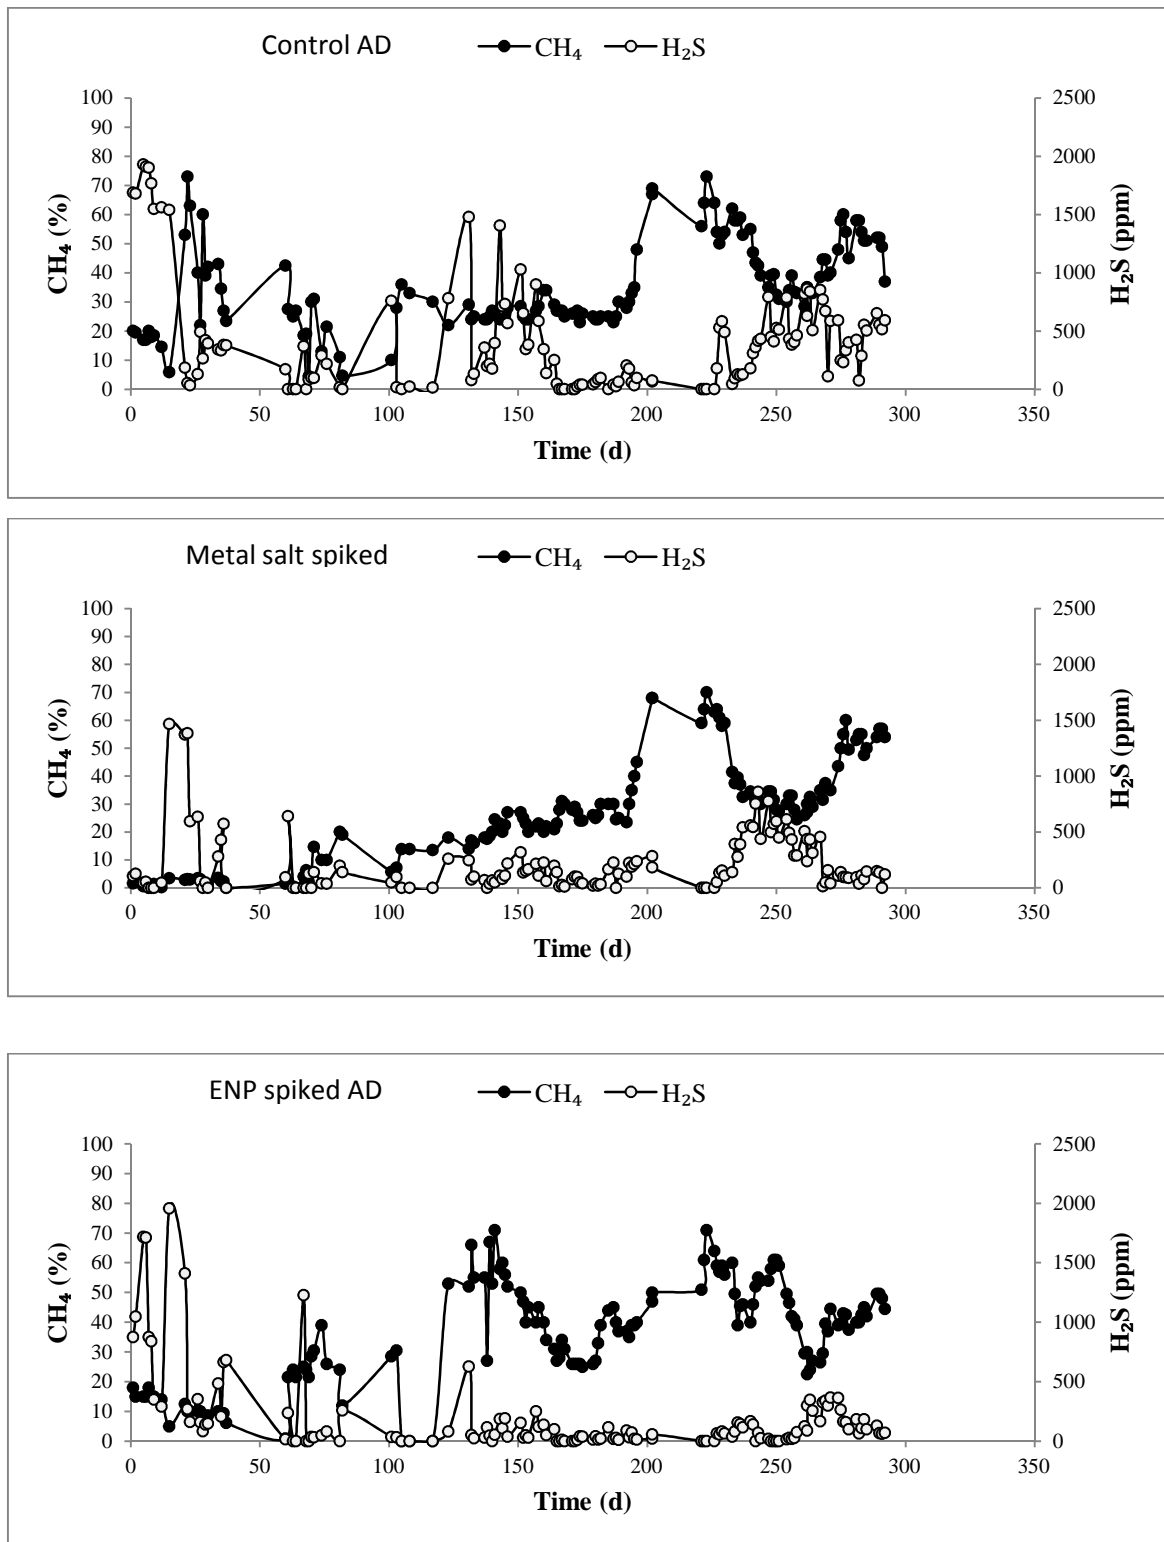 Control AD CH₄ H₂S
100 2500
90
80 2000
70
60 1500
50
40 1000
30
20 500
10
0 0
0 50 100 150 200 250 300 350
CH₄ (%)
H₂S (ppm)
Time (d)
Metal salt spiked CH₄ H₂S
100 2500
90
80 2000
70
60 1500
50
40 1000
30
20 500
10
0 0
0 50 100 150 200 250 300 350
CH₄ (%)
H₂S (ppm)
Time (d)
ENP spiked AD CH₄ H₂S
100 2500
90
80 2000
70
60 1500
50
40 1000
30
20 500
10
0 0
0 50 100 150 200 250 300 350
CH₄ (%)
H₂S (ppm)
Time (d)